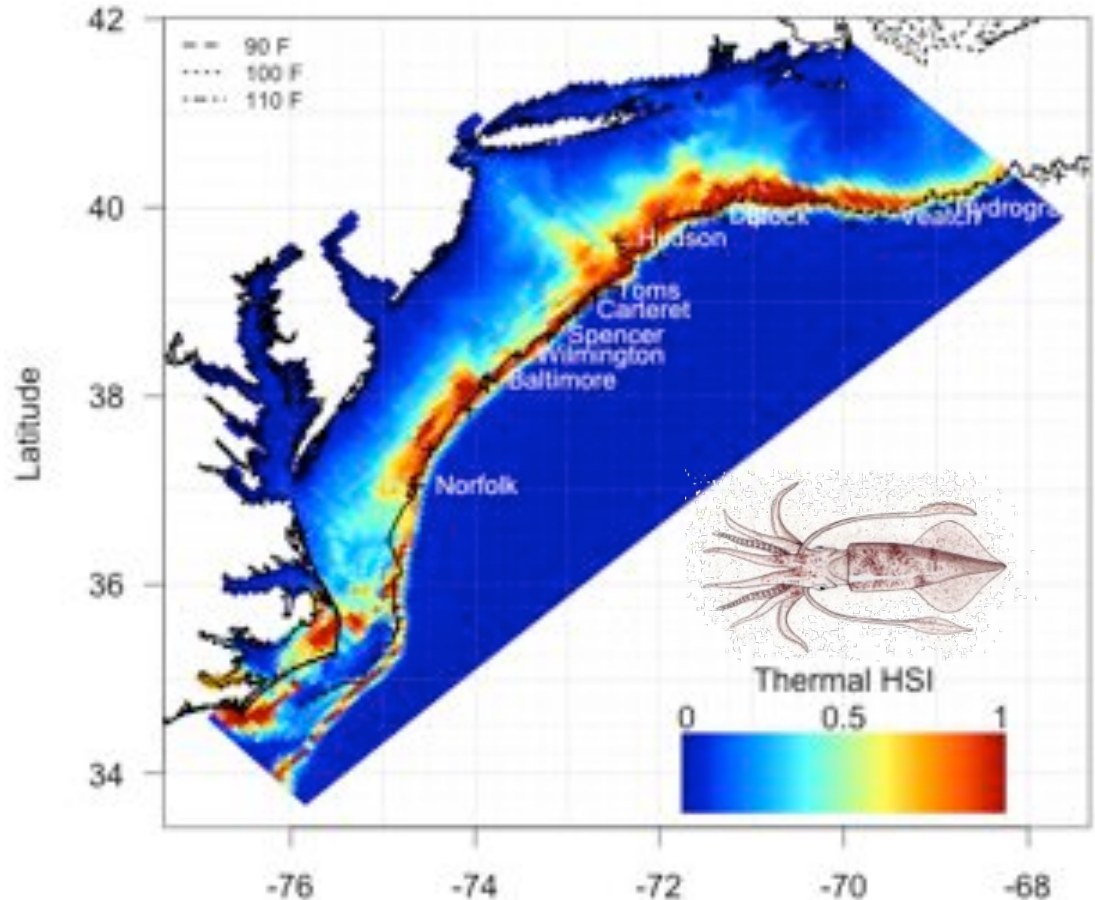 42
90 F
100 F
110 F
40
Hudson
Veatch
Toms
Carteret
Spencer
Wilmington
Baltimore
38
Latitude
Norfolk
36
Thermal HSI
0 0.5 1
34
-76 -74 -72 -70 -68